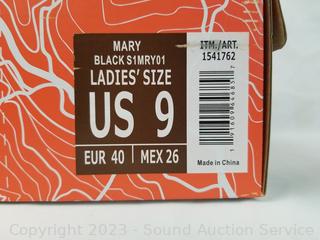 MARY
BLACK S1MRY01
LADIES' SIZE
US 9
EUR 40 | MEX 26
ITM./ART.
1541762
Made in China
Copyright 2023 - Sound Auction Service